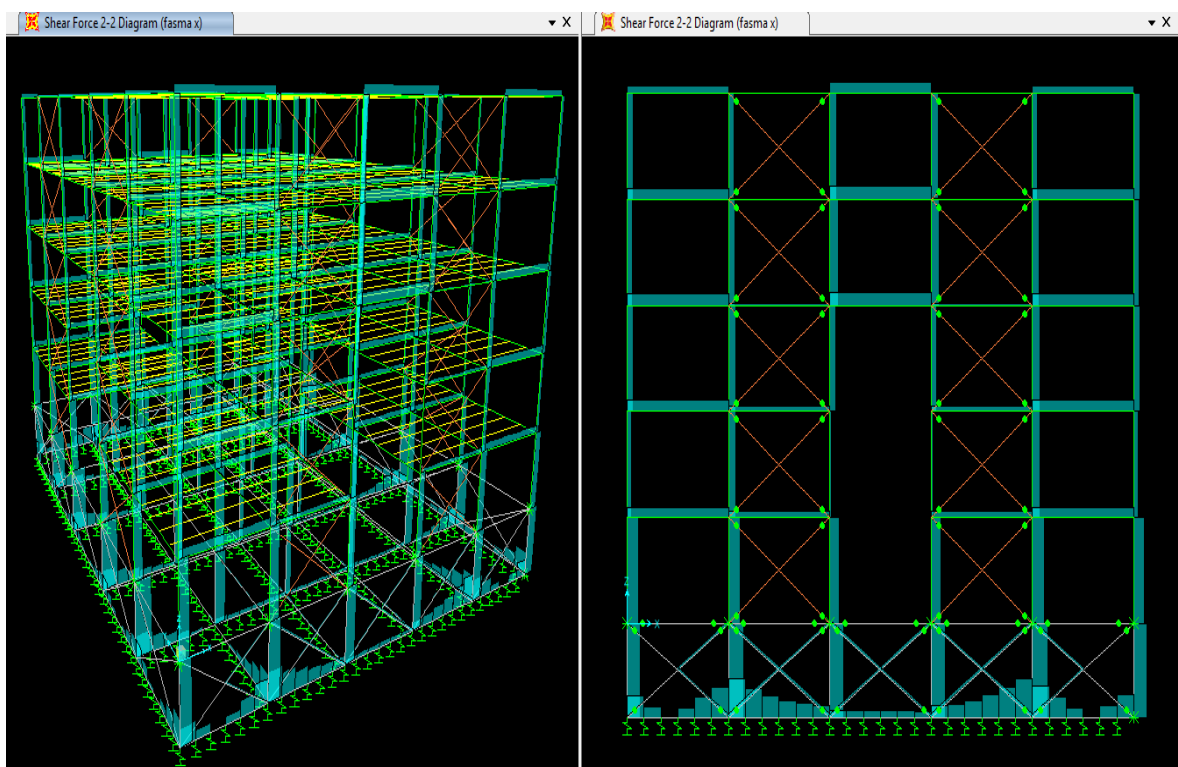 Shear Force 2-2 Diagram (fasma x)
Shear Force 2-2 Diagram (fasma x)
Z
X